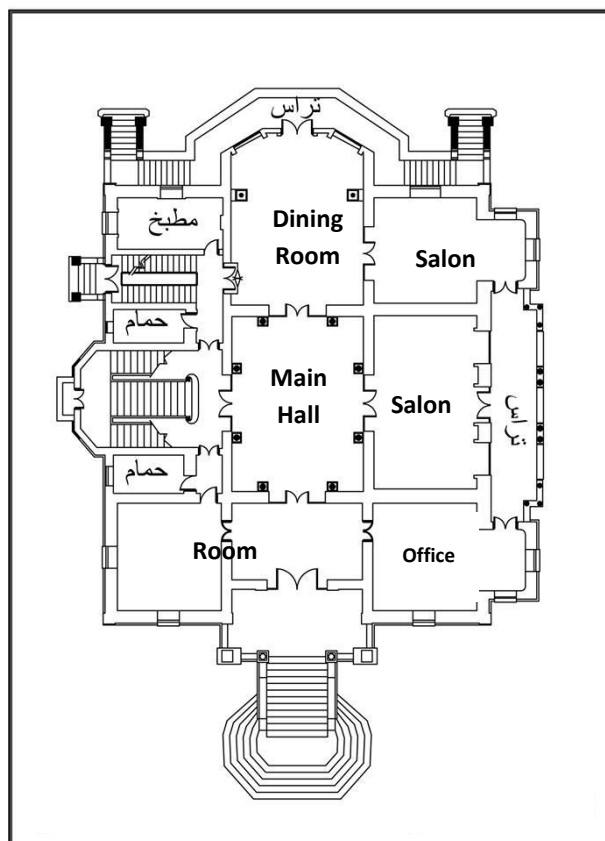 تراس
مطبخ
Dining
Room
Salon
حمام
Main
Hall
Salon
تراس
حمام
Room
Office